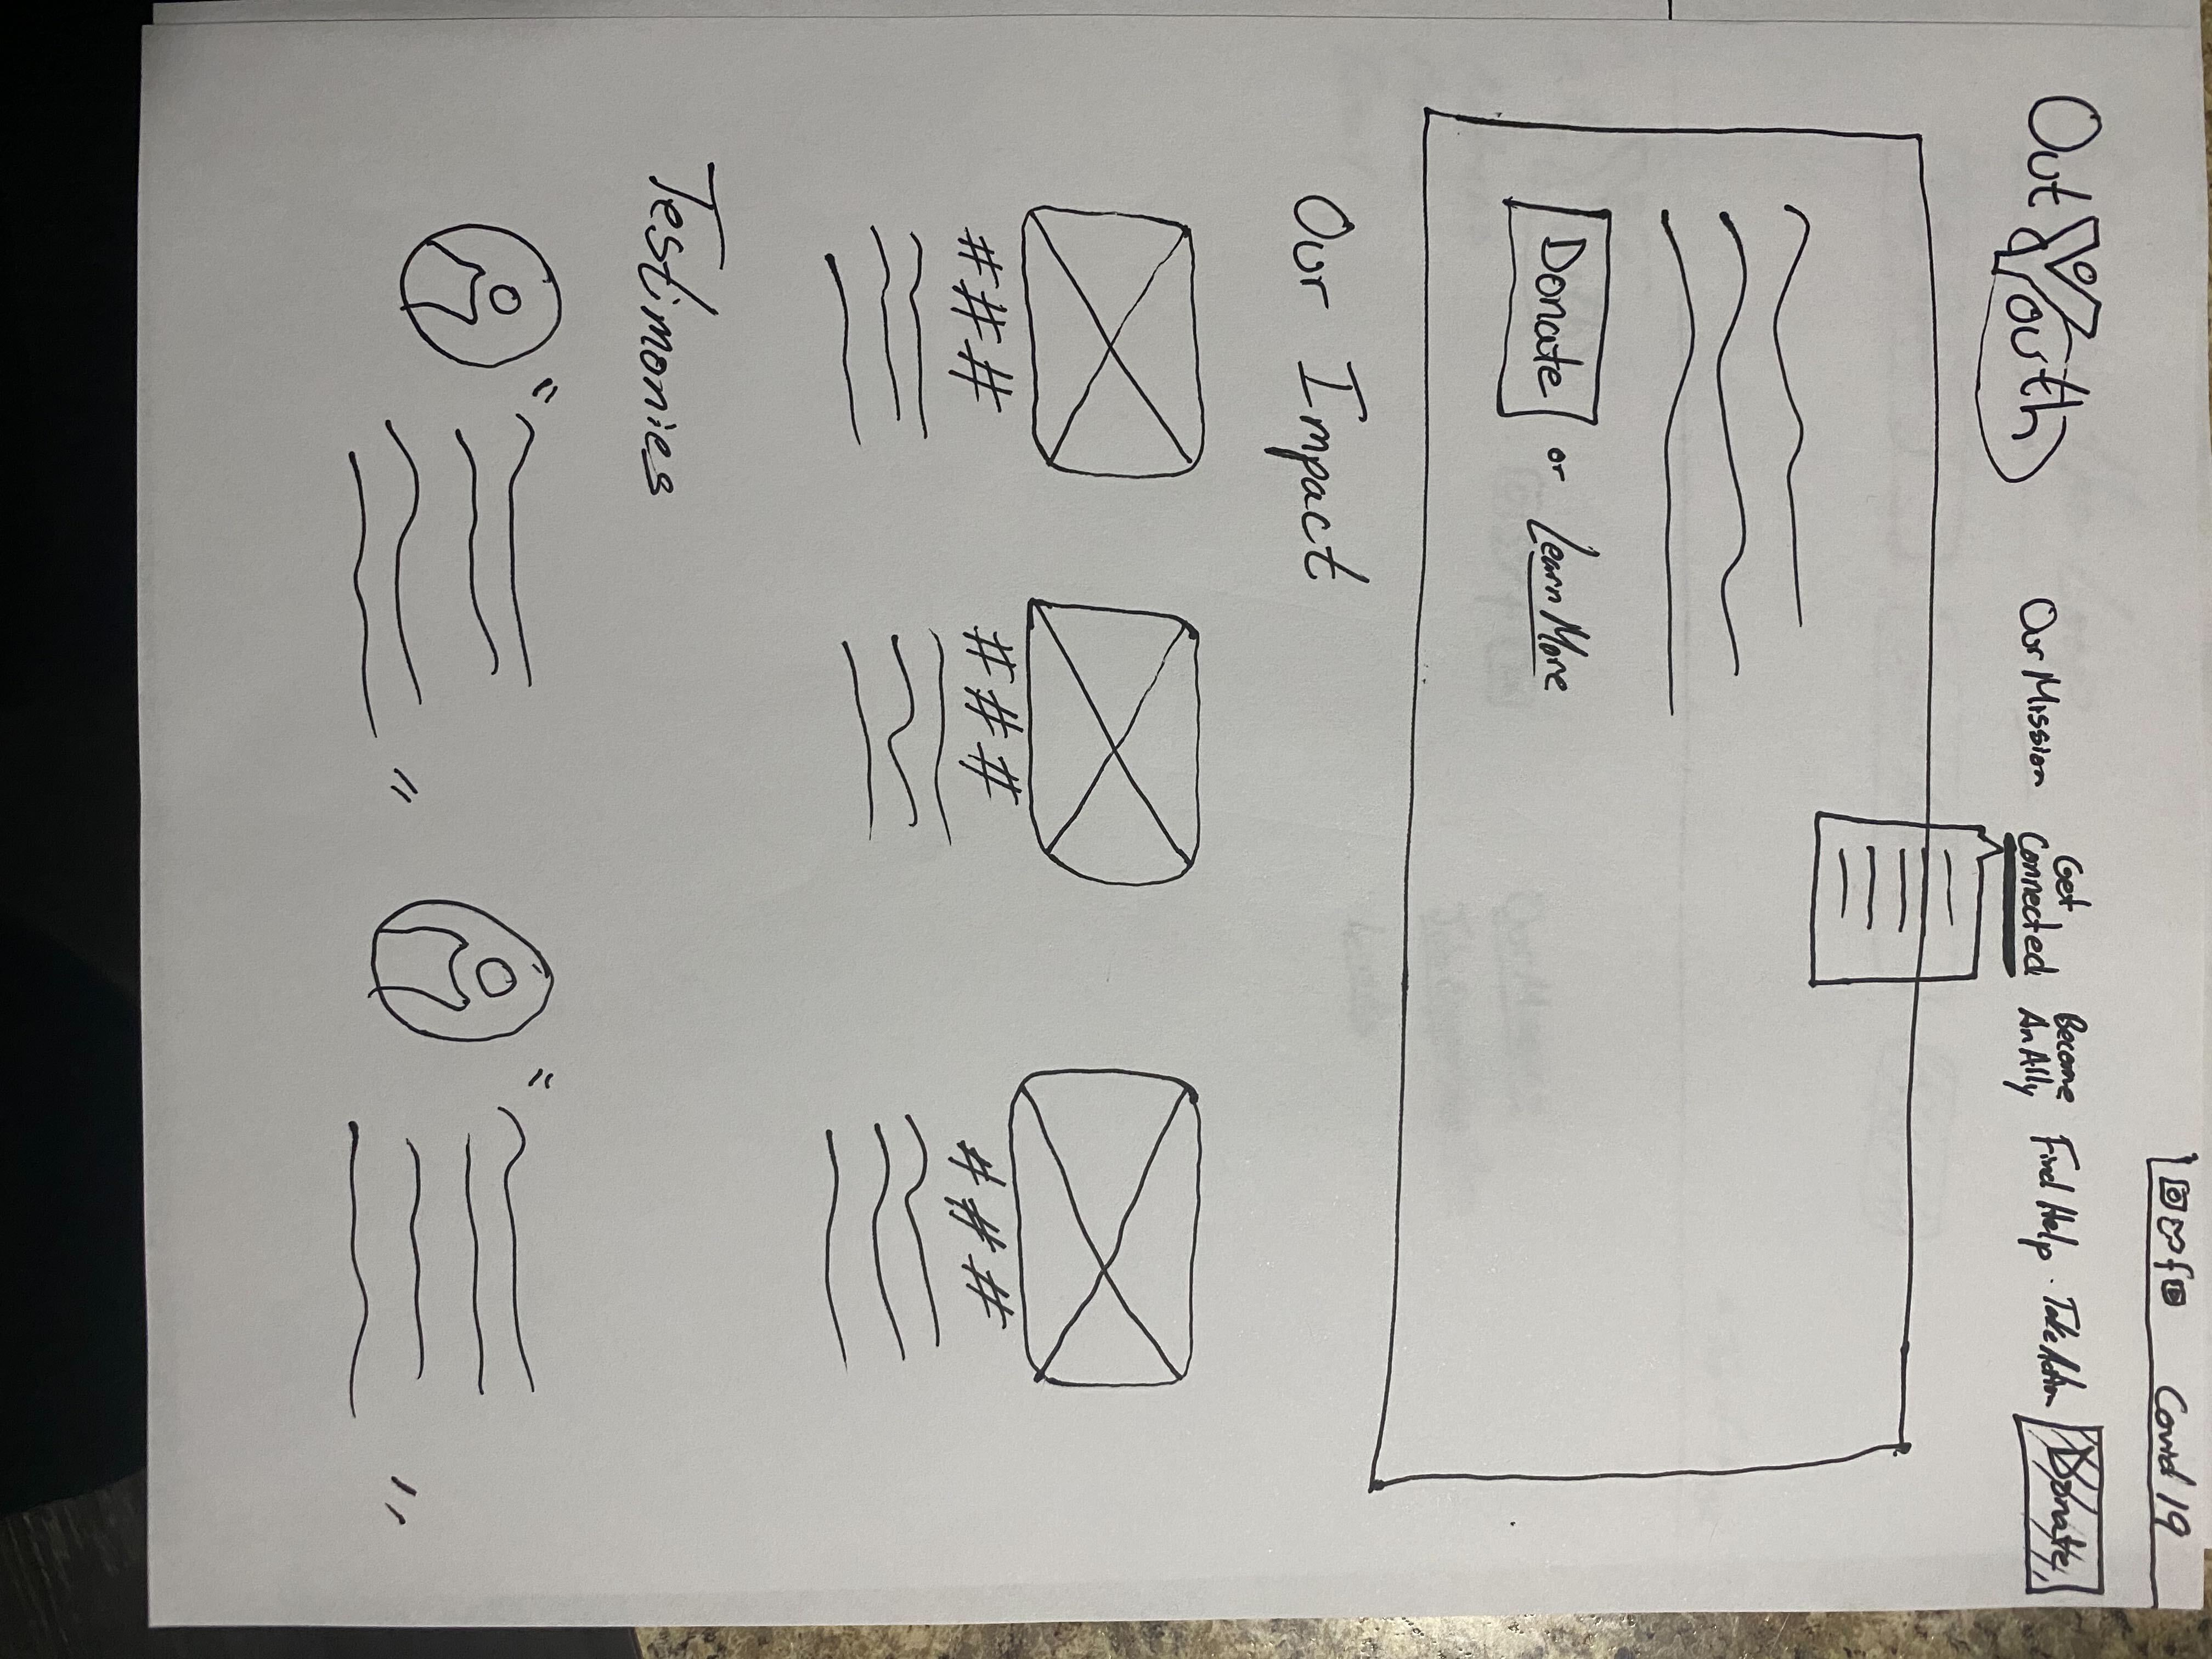 Covid 19
Out Youth
Our Mission
Get
Connected
Become
An Ally
Find Help
Take Action
Donate
Donate or Learn More
Our Impact
###
###
###
Testimonies
" "
" "